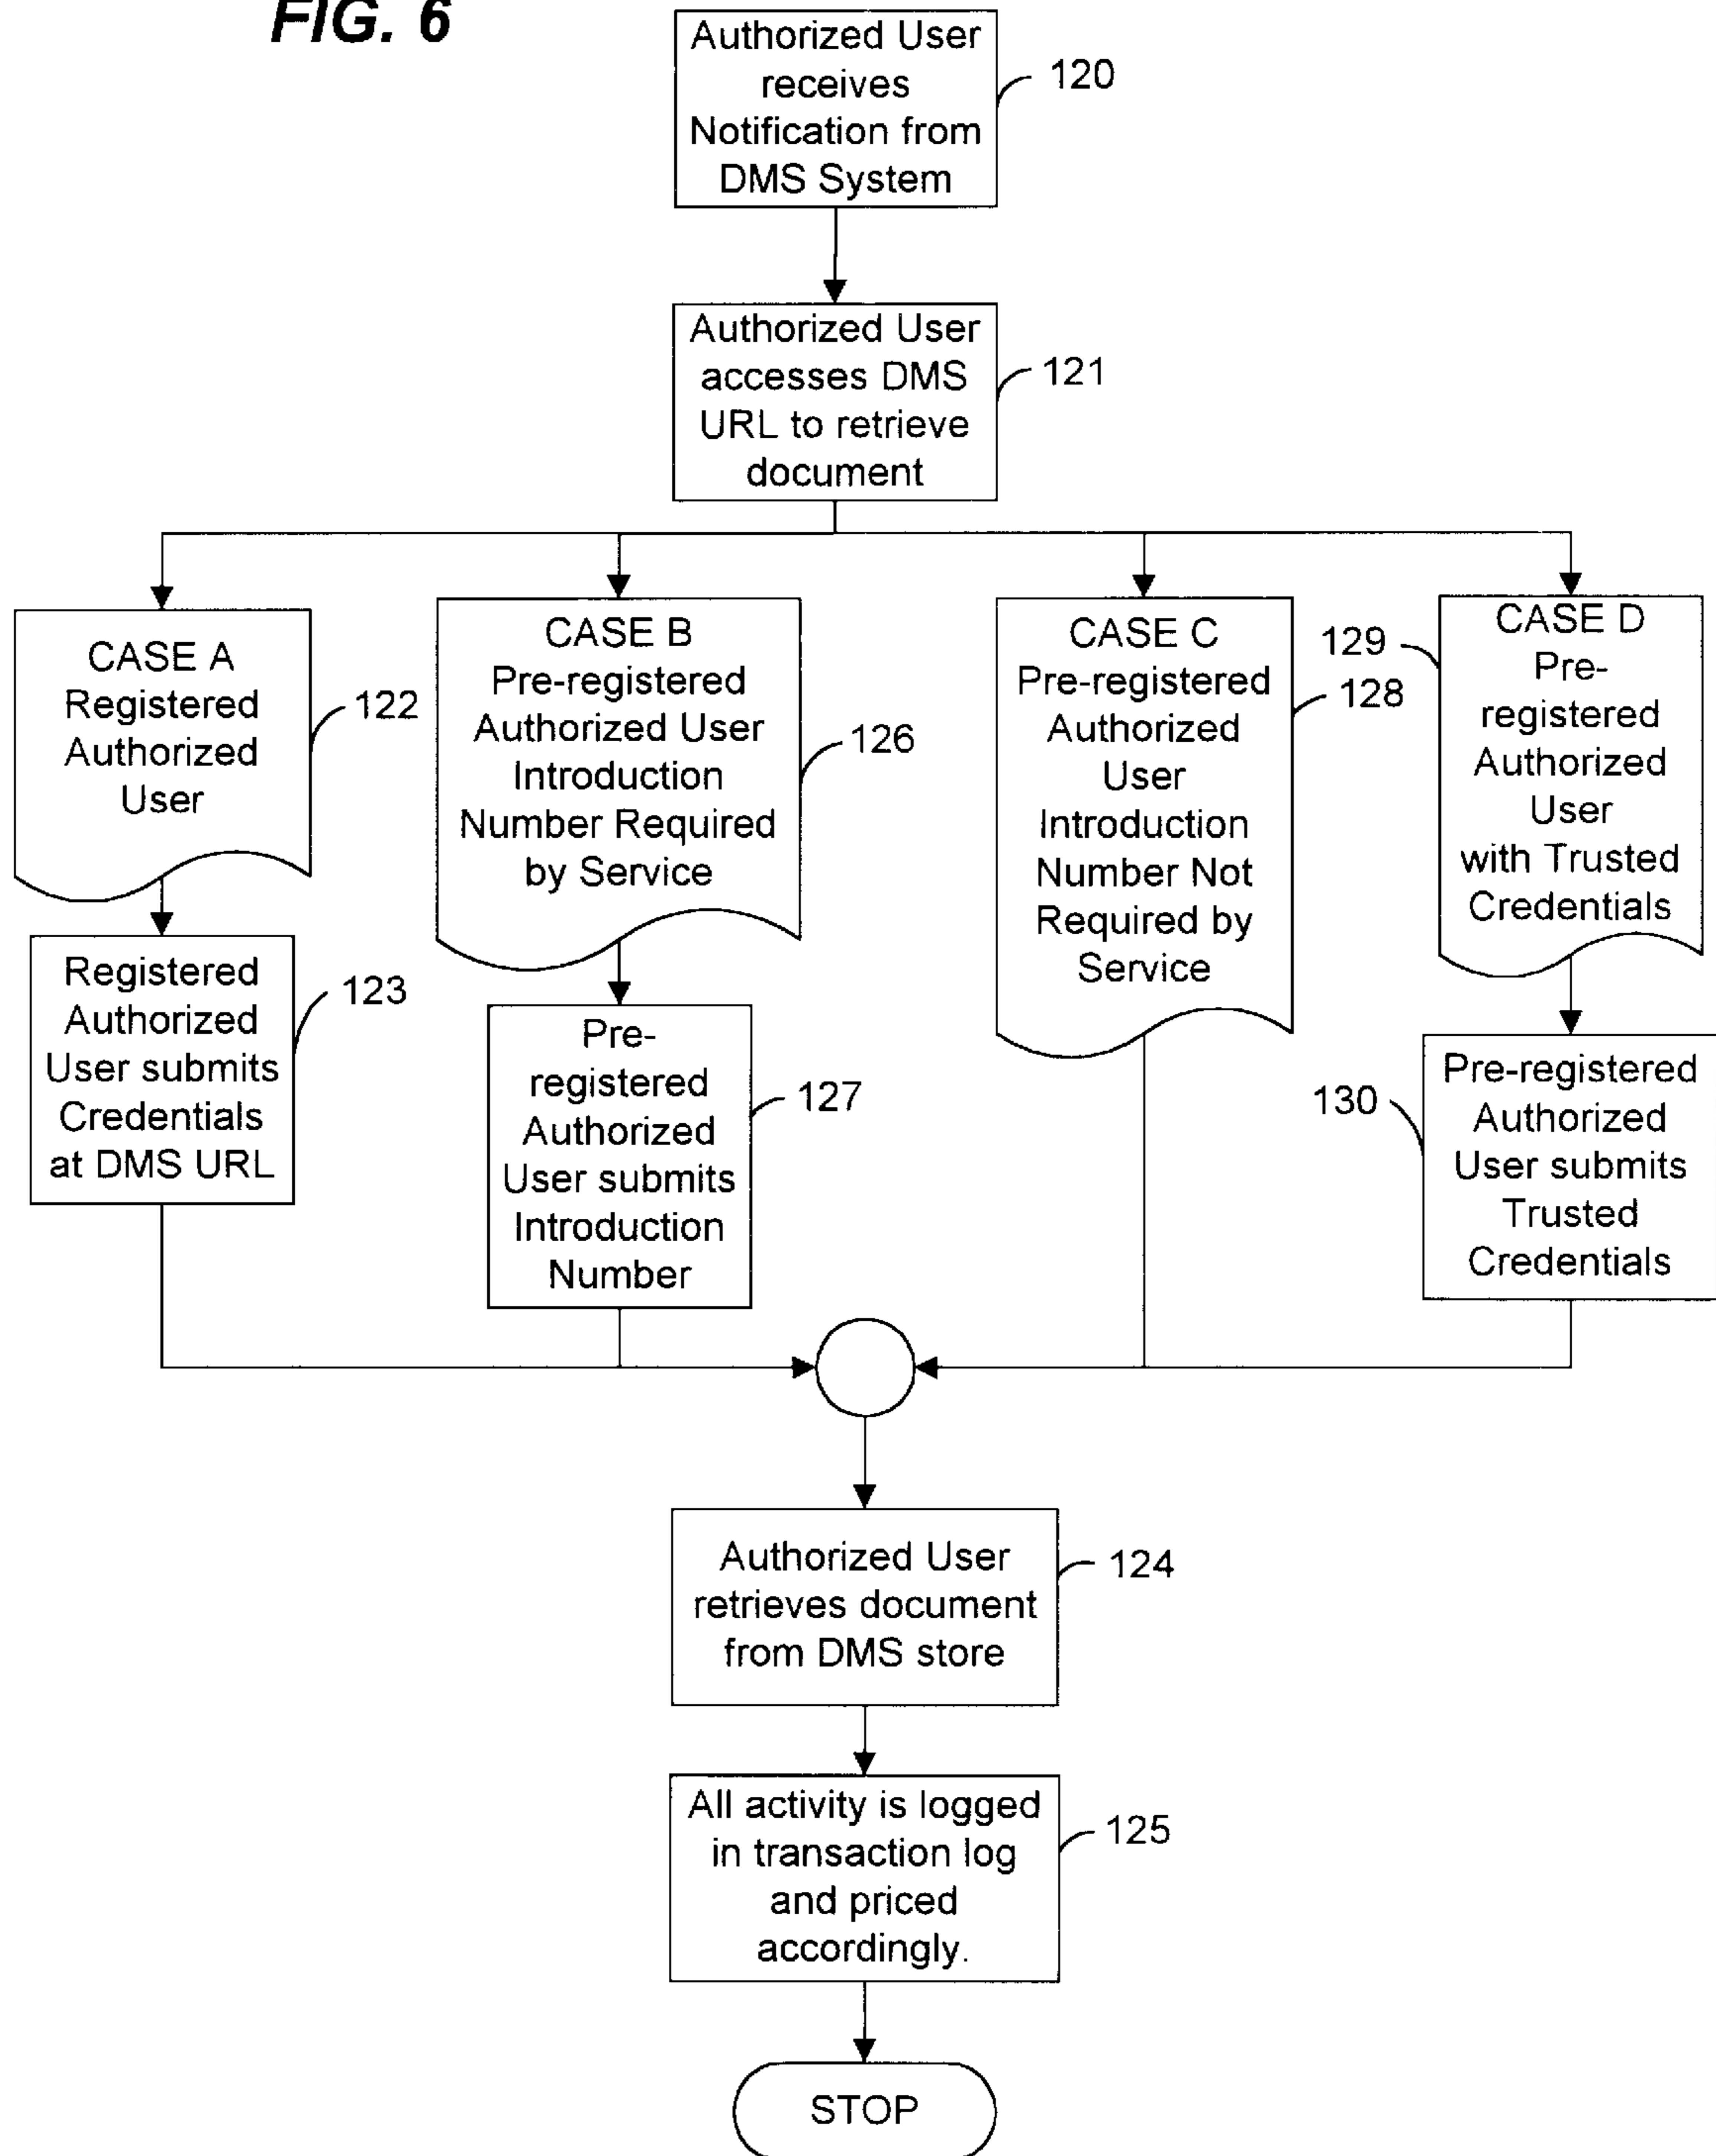 FIG. 6
Authorized User
receives
Notification from
DMS System
120
Authorized User
accesses DMS
URL to retrieve
document
121
CASE A
Registered
Authorized
User
122
CASE B
Pre-registered
Authorized User
Introduction
Number Required
by Service
126
CASE C
Pre-registered
Authorized
User
Introduction
Number Not
Required by
Service
128
129
CASE D
Pre-
registered
Authorized
User
with Trusted
Credentials
Registered
Authorized
User submits
Credentials
at DMS URL
123
Pre-
registered
Authorized
User submits
Introduction
Number
127
130
Pre-registered
Authorized
User submits
Trusted
Credentials
Authorized User
retrieves document
from DMS store
124
All activity is logged
in transaction log
and priced
accordingly.
125
STOP